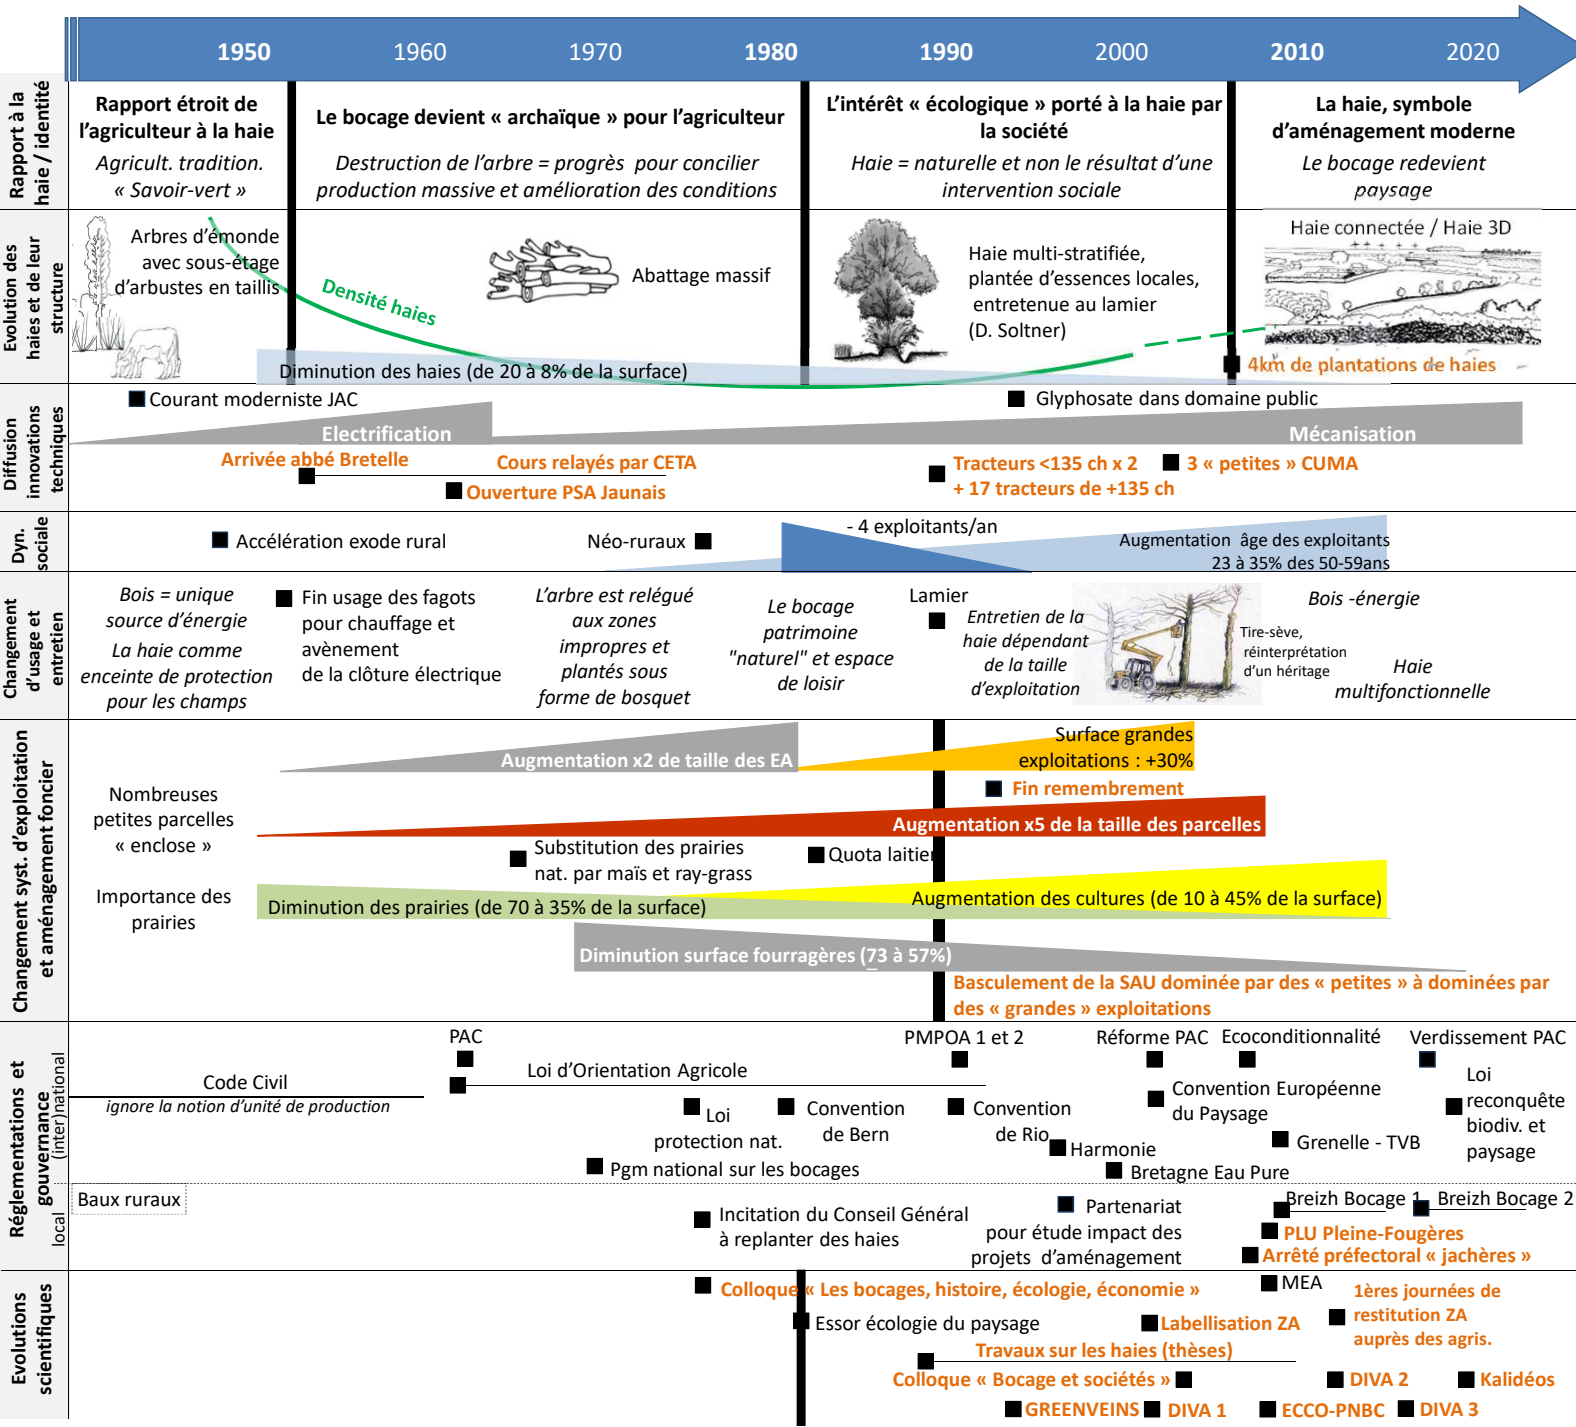 1950 1960 1970 1980 1990 2000 2010 2020
Rapport à la
haie / identité
Rapport étroit de
l'agriculteur à la haie
Agricult. tradition.
« Savoir-vert »
Le bocage devient « archaïque » pour l'agriculteur
Destruction de l'arbre = progrès pour concilier
production massive et amélioration des conditions
L'intérêt « écologique » porté à la haie par
la société
Haie = naturelle et non le résultat d'une
intervention sociale
La haie, symbole
d'aménagement moderne
Le bocage redevient
paysage
Evolution des
haies et de leur
structure
Arbres d'émonde
avec sous-étage
d'arbustes en taillis
Densité haies
Abattage massif
Haie multi-stratifiée,
plantée d'essences locales,
entretenue au lamier
(D. Soltner)
Haie connectée / Haie 3D
4km de plantations de haies
Diminution des haies (de 20 à 8% de la surface)
Diffusion
innovations
techniques
Courant moderniste JAC
Glyphosate dans domaine public
Electrification
Mécanisation
Arrivée abbé Bretelle
Cours relayés par CETA
Ouverture PSA Jaunais
Tracteurs <135 ch x 2
+ 17 tracteurs de +135 ch
3 « petites » CUMA
Dyn.
sociale
Accélération exode rural
Néo-ruraux
- 4 exploitants/an
Augmentation âge des exploitants
23 à 35% des 50-59ans
Changement
d'usage et
entretien
Bois = unique
source d'énergie
La haie comme
enceinte de protection
pour les champs
Fin usage des fagots
pour chauffage et
avènement
de la clôture électrique
L'arbre est relégué
aux zones
impropres et
plantés sous
forme de bosquet
Le bocage
patrimoine
"naturel" et espace
de loisir
Lamier
Entretien de la
haie dépendant
de la taille
d'exploitation
Tire-sève,
réinterprétation
d'un héritage
Bois -énergie
Haie
multifonctionnelle
Changement syst. d'exploitation
et aménagement foncier
Augmentation x2 de taille des EA
Surface grandes
exploitations : +30%
Fin remembrement
Nombreuses
petites parcelles
« enclose »
Augmentation x5 de la taille des parcelles
Substitution des prairies
nat. par maïs et ray-grass
Quota laitier
Importance des
prairies
Diminution des prairies (de 70 à 35% de la surface)
Augmentation des cultures (de 10 à 45% de la surface)
Diminution surface fourragères (73 à 57%)
Basculement de la SAU dominée par des « petites » à dominées par
des « grandes » exploitations
Réglementations et
gouvernance
(inter)national
local
PAC
PMPOA 1 et 2
Réforme PAC
Ecoconditionnalité
Verdissement PAC
Code Civil
ignore la notion d'unité de production
Loi d'Orientation Agricole
Convention Européenne
du Paysage
Loi
reconquête
biodiv. et
paysage
Loi
protection nat.
Convention
de Bern
Convention
de Rio
Harmonie
Grenelle - TVB
Pgm national sur les bocages
Bretagne Eau Pure
Baux ruraux
Incitation du Conseil Général
à replanter des haies
Partenariat
pour étude impact des
projets d'aménagement
Breizh Bocage 1
Breizh Bocage 2
PLU Pleine-Fougères
Arrêté préfectoral « jachères »
Evolutions
scientifiques
Colloque « Les bocages, histoire, écologie, économie »
MEA
1ères journées de
restitution ZA
auprès des agris.
Essor écologie du paysage
Labellisation ZA
Travaux sur les haies (thèses)
Colloque « Bocage et sociétés »
DIVA 2
Kalidéos
GREENVEINS
DIVA 1
ECCO-PNBC
DIVA 3